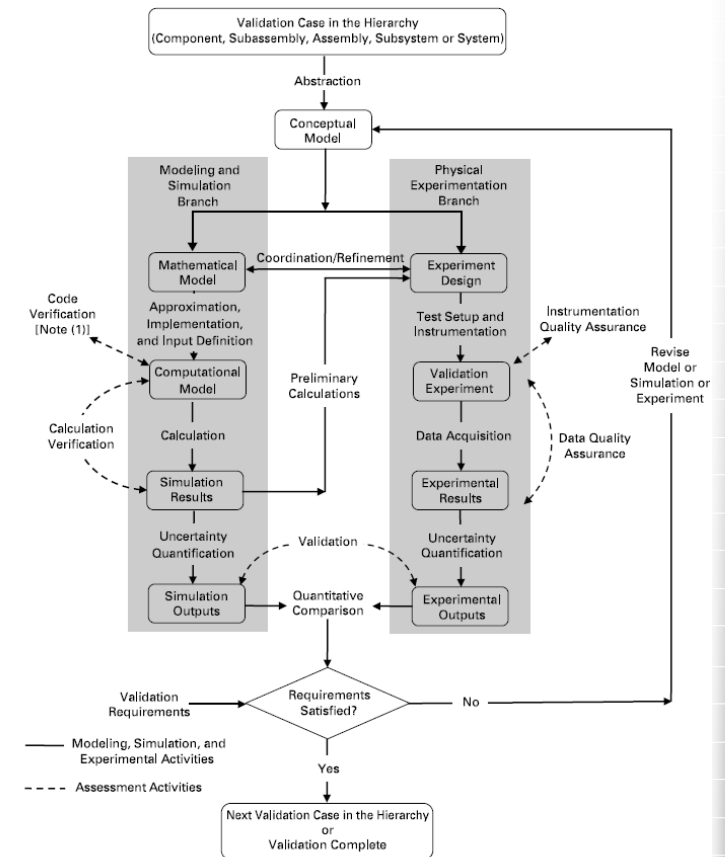 Validation Case in the Hierarchy
(Component, Subassembly, Assembly, Subsystem or System)
Abstraction
Conceptual
Model
Modeling and
Simulation
Branch
Physical
Experimentation
Branch
Mathematical
Model
Coordination/Refinement
Experiment
Design
Code
Verification
[Note (1)]
Approximation,
Implementation,
and Input Definition
Test Setup and
Instrumentation
Instrumentation
Quality Assurance
Computational
Model
Preliminary
Calculations
Validation
Experiment
Revise
Model or
Simulation or
Experiment
Calculation
Verification
Calculation
Data Acquisition
Data Quality
Assurance
Simulation
Results
Experimental
Results
Uncertainty
Quantification
Validation
Uncertainty
Quantification
Simulation
Outputs
Quantitative
Comparison
Experimental
Outputs
Validation
Requirements
Requirements
Satisfied?
No
Modeling, Simulation, and
Experimental Activities
Assessment Activities
Yes
Next Validation Case in the Hierarchy
or
Validation Complete